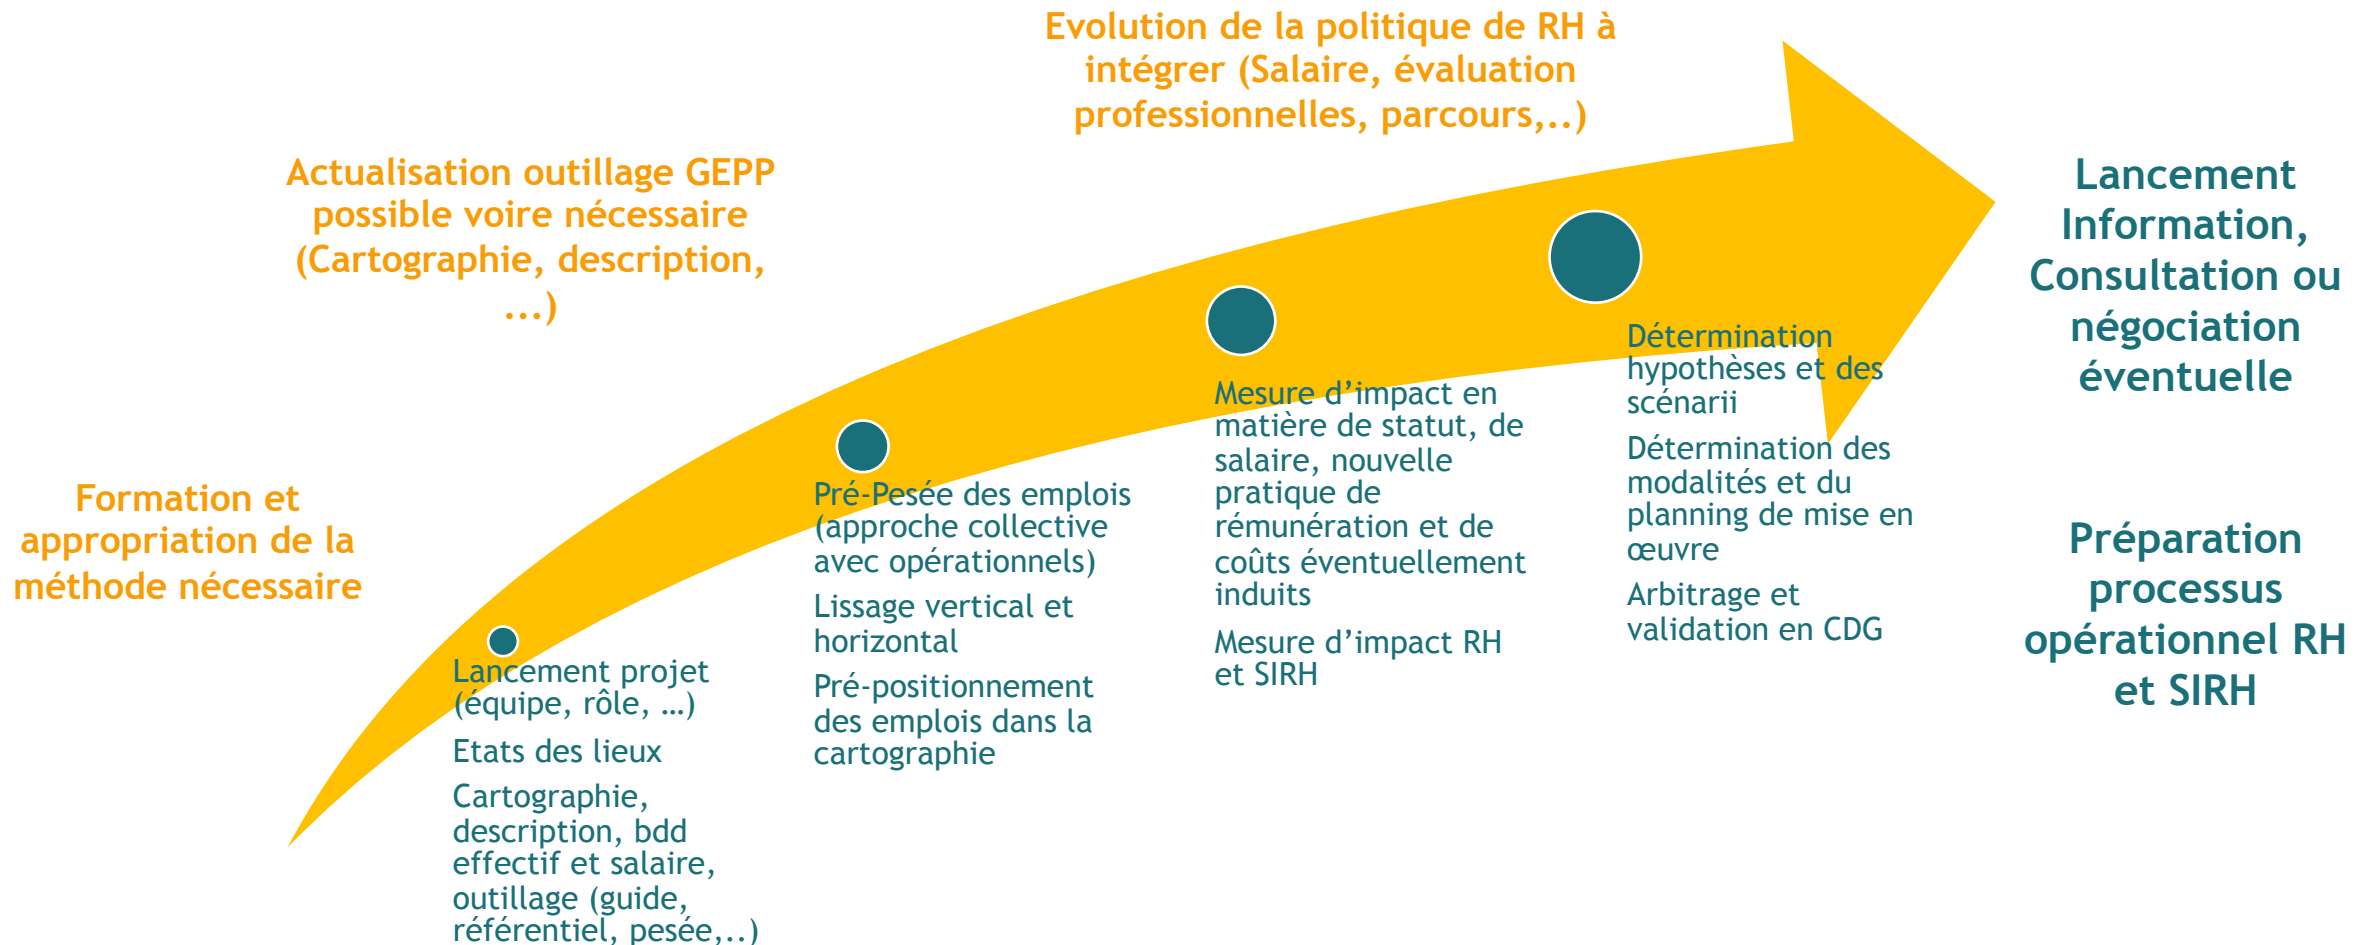 Evolution de la politique de RH à
intégrer (Salaire, évaluation
professionnelles, parcours,..)
Actualisation outillage GEPP
possible voire nécessaire
(Cartographie, description,
...)
Formation et
appropriation de la
méthode nécessaire
Lancement projet
(équipe, rôle, …)
Etats des lieux
Cartographie,
description, bdd
effectif et salaire,
outillage (guide,
référentiel, pesée,..)
Pré-Pesée des emplois
(approche collective
avec opérationnels)
Lissage vertical et
horizontal
Pré-positionnement
des emplois dans la
cartographie
Mesure d’impact en
matière de statut, de
salaire, nouvelle
pratique de
rémunération et de
coûts éventuellement
induits
Mesure d’impact RH
et SIRH
Détermination
hypothèses et des
scénarii
Détermination des
modalités et du
planning de mise en
œuvre
Arbitrage et
validation en CDG
Lancement
Information,
Consultation ou
négociation
éventuelle
Préparation
processus
opérationnel RH
et SIRH